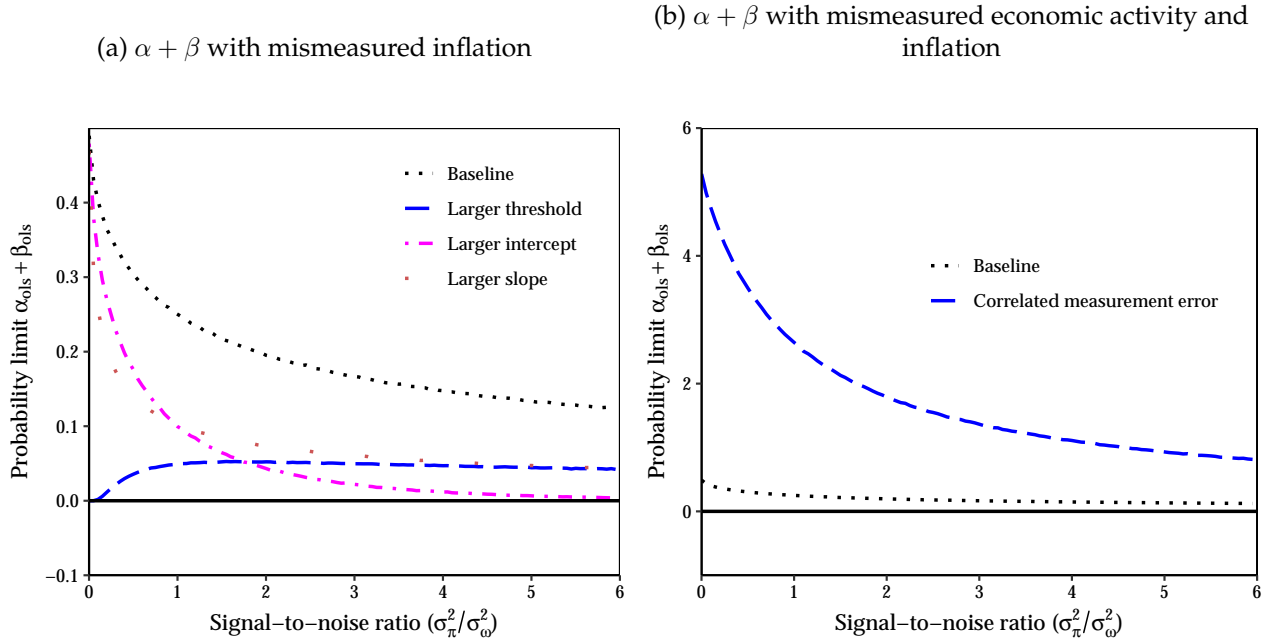 (a) α + β with mismeasured inflation
0.4
0.3
0.2
0.1
0.0
−0.1
0 1 2 3 4 5 6
Probability limit α_ols + β_ols
Signal−to−noise ratio (σ²_π/σ²_ω)
Baseline
Larger threshold
Larger intercept
Larger slope
(b) α + β with mismeasured economic activity and
inflation
6
4
2
0
0 1 2 3 4 5 6
Probability limit α_ols + β_ols
Signal−to−noise ratio (σ²_π/σ²_ω)
Baseline
Correlated measurement error